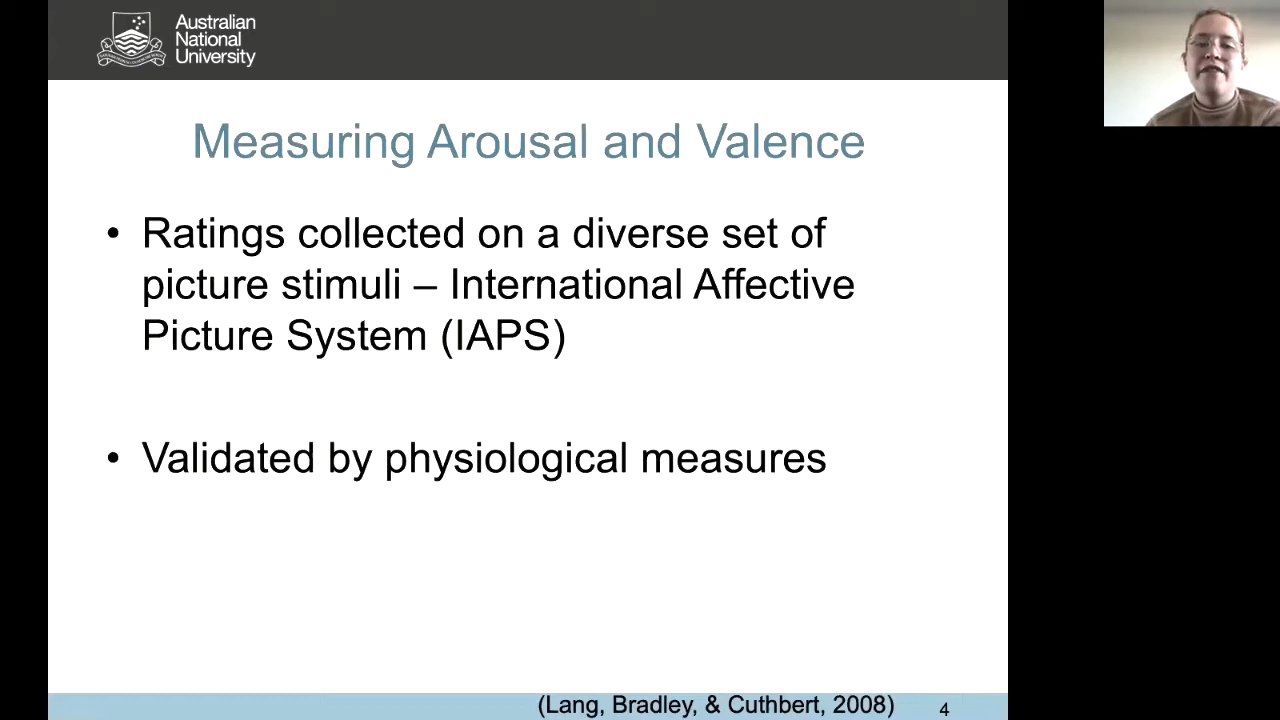 Australian
National
University
Measuring Arousal and Valence
• Ratings collected on a diverse set of
picture stimuli – International Affective
Picture System (IAPS)
• Validated by physiological measures
(Lang, Bradley, & Cuthbert, 2008)
4